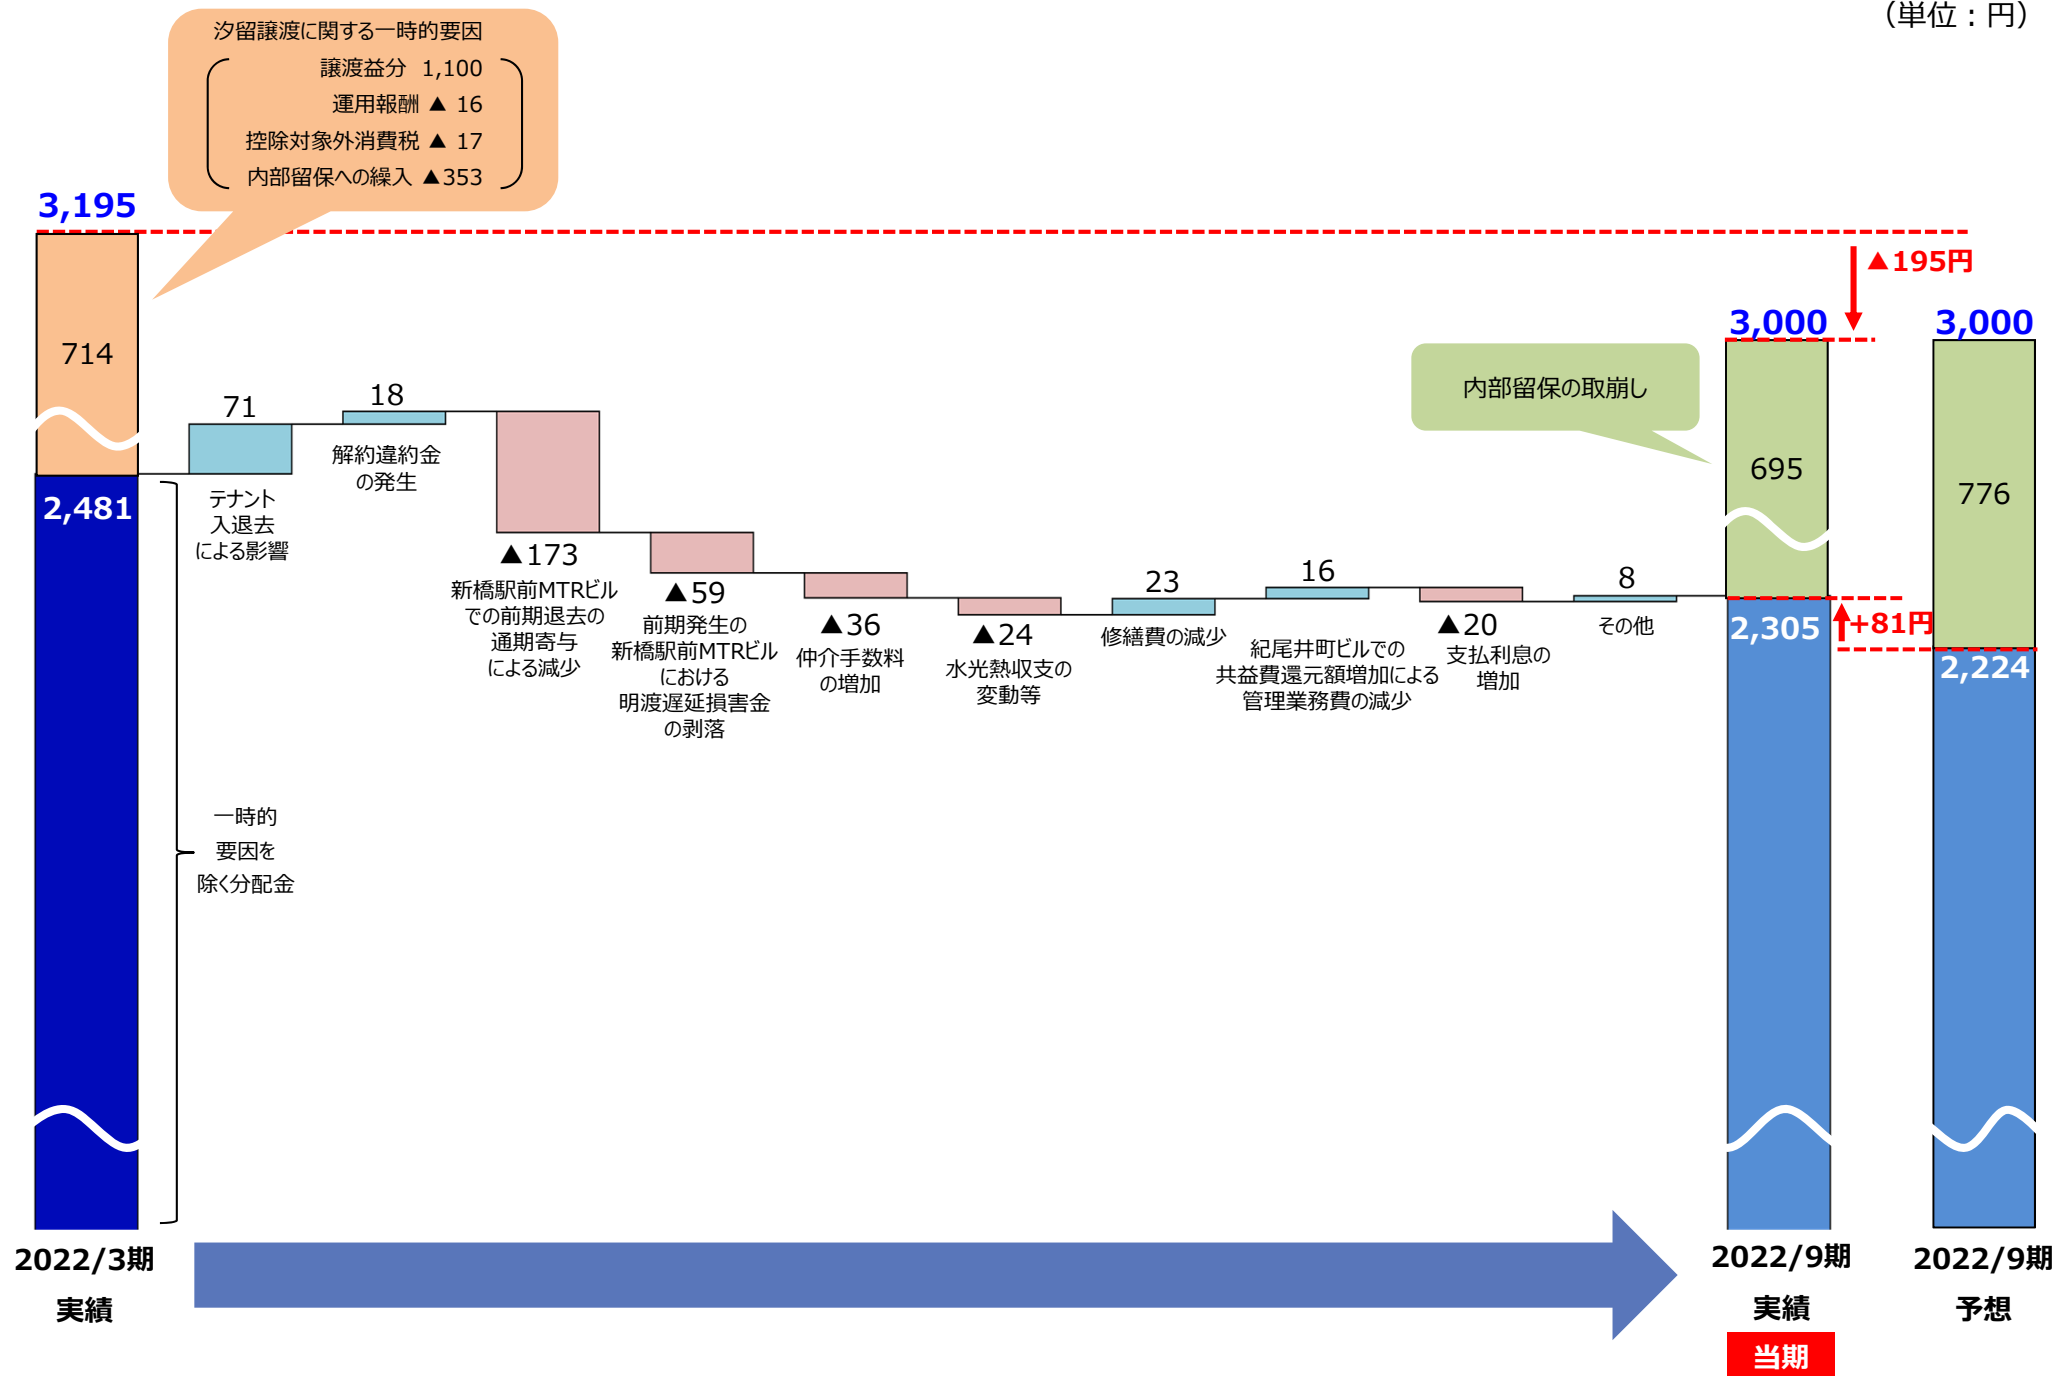 （単位：円）
汐留譲渡に関する一時的要因
譲渡益分 1,100
運用報酬 ▲ 16
控除対象外消費税 ▲ 17
内部留保への繰入 ▲353
3,195
714
2,481
71
テナント
入退去
による影響
18
解約違約金
の発生
▲173
新橋駅前MTRビル
での前期退去の
通期寄与
による減少
▲59
前期発生の
新橋駅前MTRビル
における
明渡遅延損害金
の剥落
▲36
仲介手数料
の増加
▲24
水光熱収支の
変動等
23
修繕費の減少
16
紀尾井町ビルでの
共益費還元額増加による
管理業務費の減少
▲20
支払利息の
増加
8
その他
内部留保の取崩し
▲195円
3,000
695
2,305
+81円
3,000
776
2,224
一時的
要因を
除く分配金
2022/3期
実績
2022/9期
実績
当期
2022/9期
予想